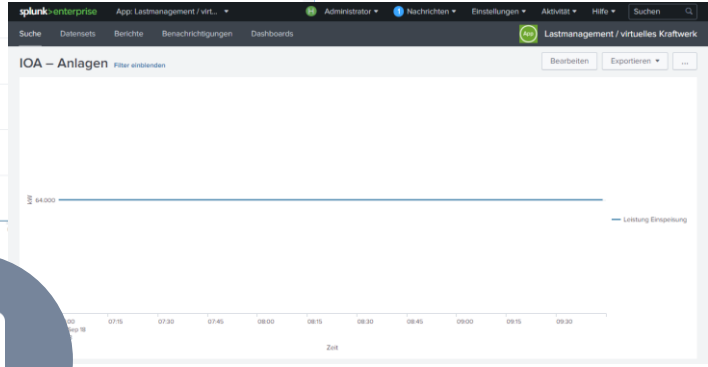 splunk>enterprise App: Lastmanagement / virt... Administrator 1 Nachrichten Einstellungen Aktivität Hilfe Suchen
Suche Datensets Berichte Benachrichtigungen Dashboards App Lastmanagement / virtuelles Kraftwerk
IOA – Anlagen Filter einblenden Bearbeiten Exportieren ...
kW
64.000
Leistung Einspeisung
07:15 07:30 07:45 08:00 08:15 08:30 08:45 09:00 09:15 09:30
Sep 18
Zeit